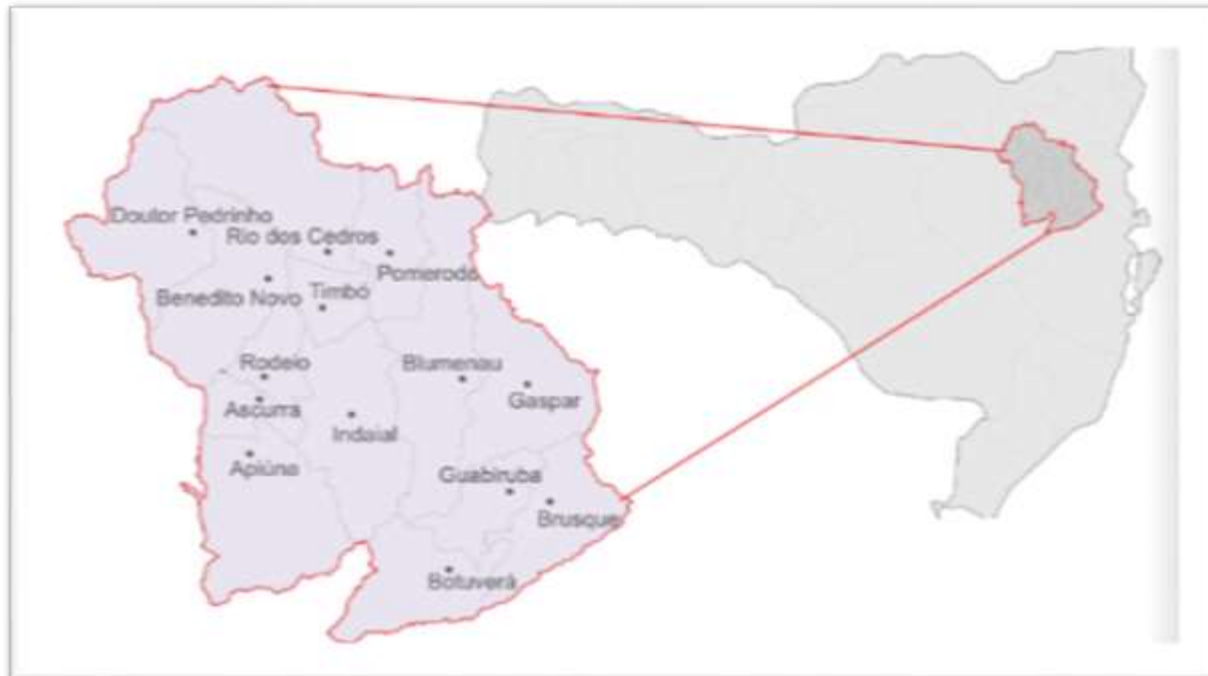 Doutor Pedrinho
Rio dos Cedros
Pomerode
Benedito Novo
Timbó
Rodeio
Blumenau
Gaspar
Ascurra
Indaial
Apiúna
Guabiruba
Brusque
Botuverá